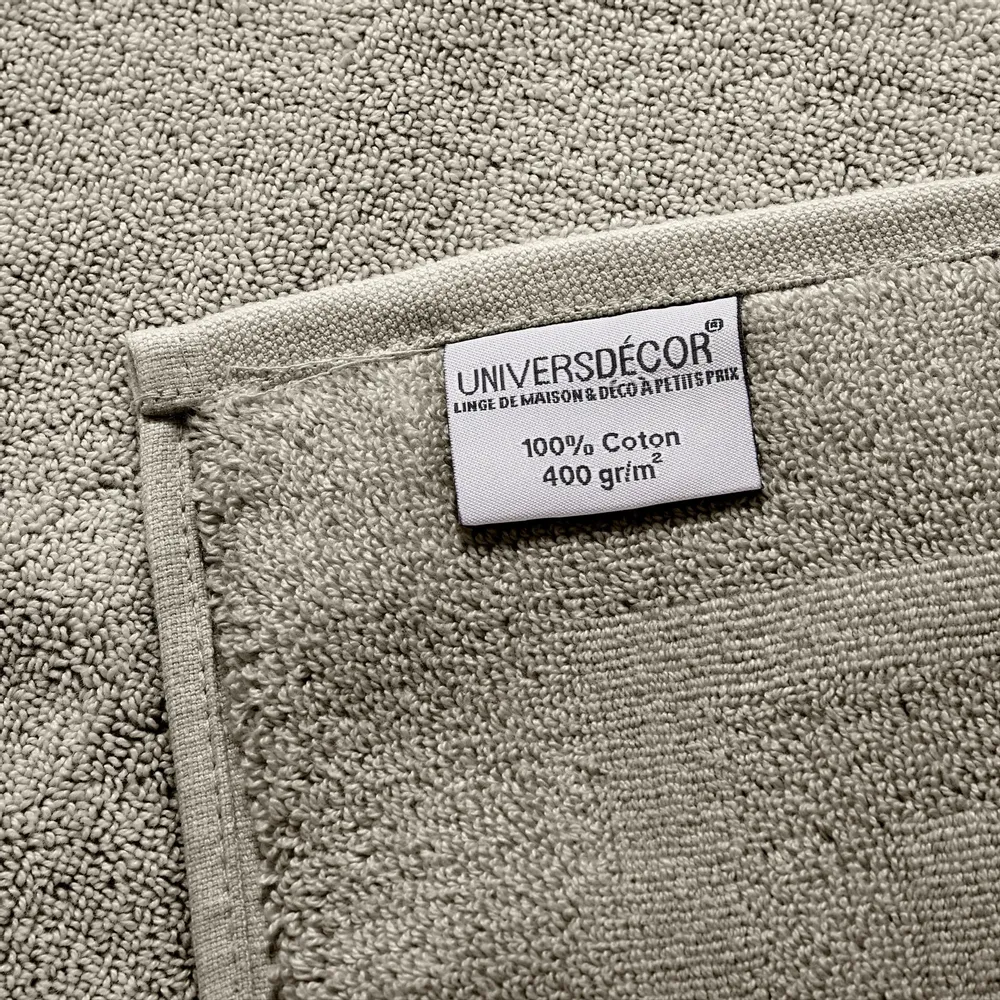 UNIVERSDÉCOR®
LINGE DE MAISON & DÉCO À PETITS PRIX
100% Coton
400 gr/m²